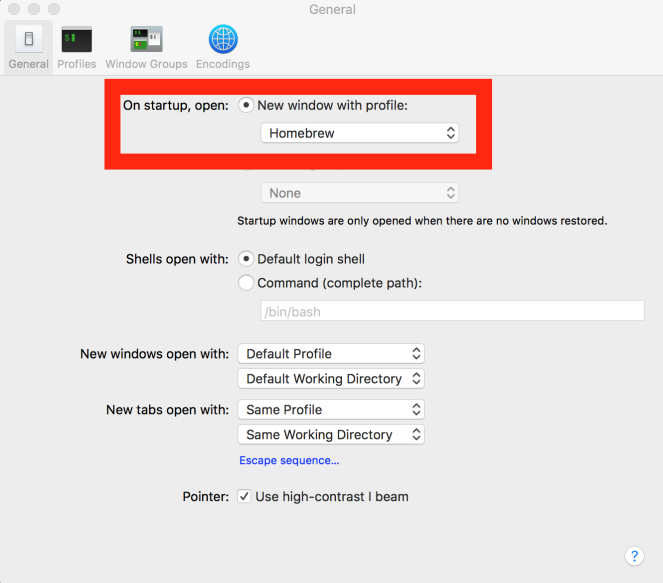 General
General Profiles Window Groups Encodings
On startup, open: New window with profile:
Homebrew
None
Startup windows are only opened when there are no windows restored.
Shells open with: Default login shell
Command (complete path):
/bin/bash
New windows open with: Default Profile
Default Working Directory
New tabs open with: Same Profile
Same Working Directory
Escape sequence...
Pointer: Use high-contrast I beam
?